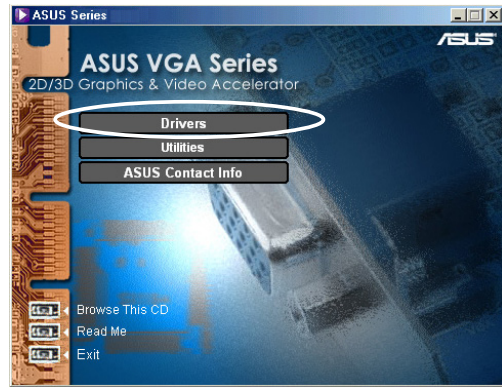 ASUS Series
ASUS
ASUS VGA Series
2D/3D Graphics & Video Accelerator
Drivers
Utilities
ASUS Contact Info
Browse This CD
Read Me
Exit